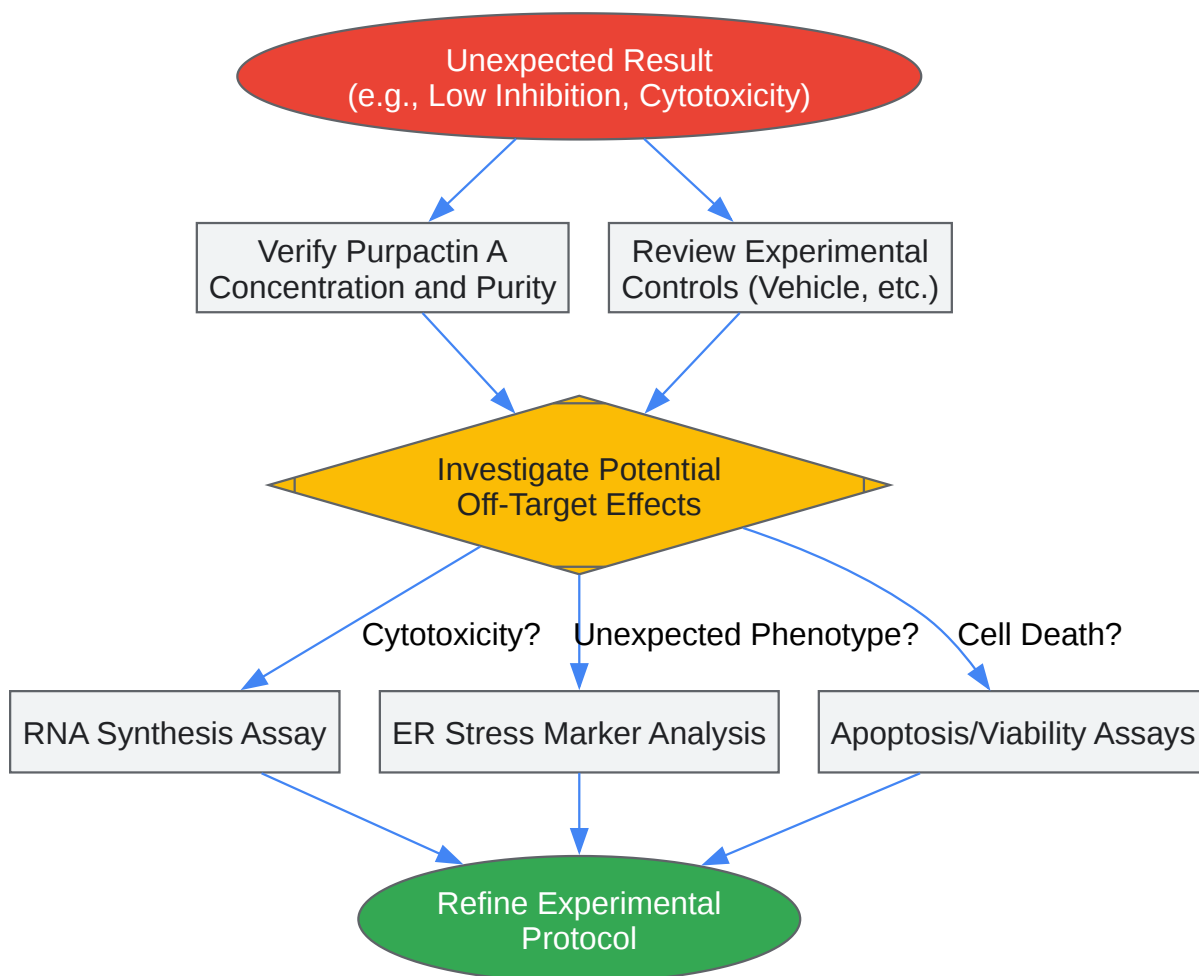 Unexpected Result
(e.g., Low Inhibition, Cytotoxicity)
Verify Purpactin A
Concentration and Purity
Review Experimental
Controls (Vehicle, etc.)
Investigate Potential
Off-Target Effects
Cytotoxicity?
Unexpected Phenotype?
Cell Death?
RNA Synthesis Assay
ER Stress Marker Analysis
Apoptosis/Viability Assays
Refine Experimental
Protocol